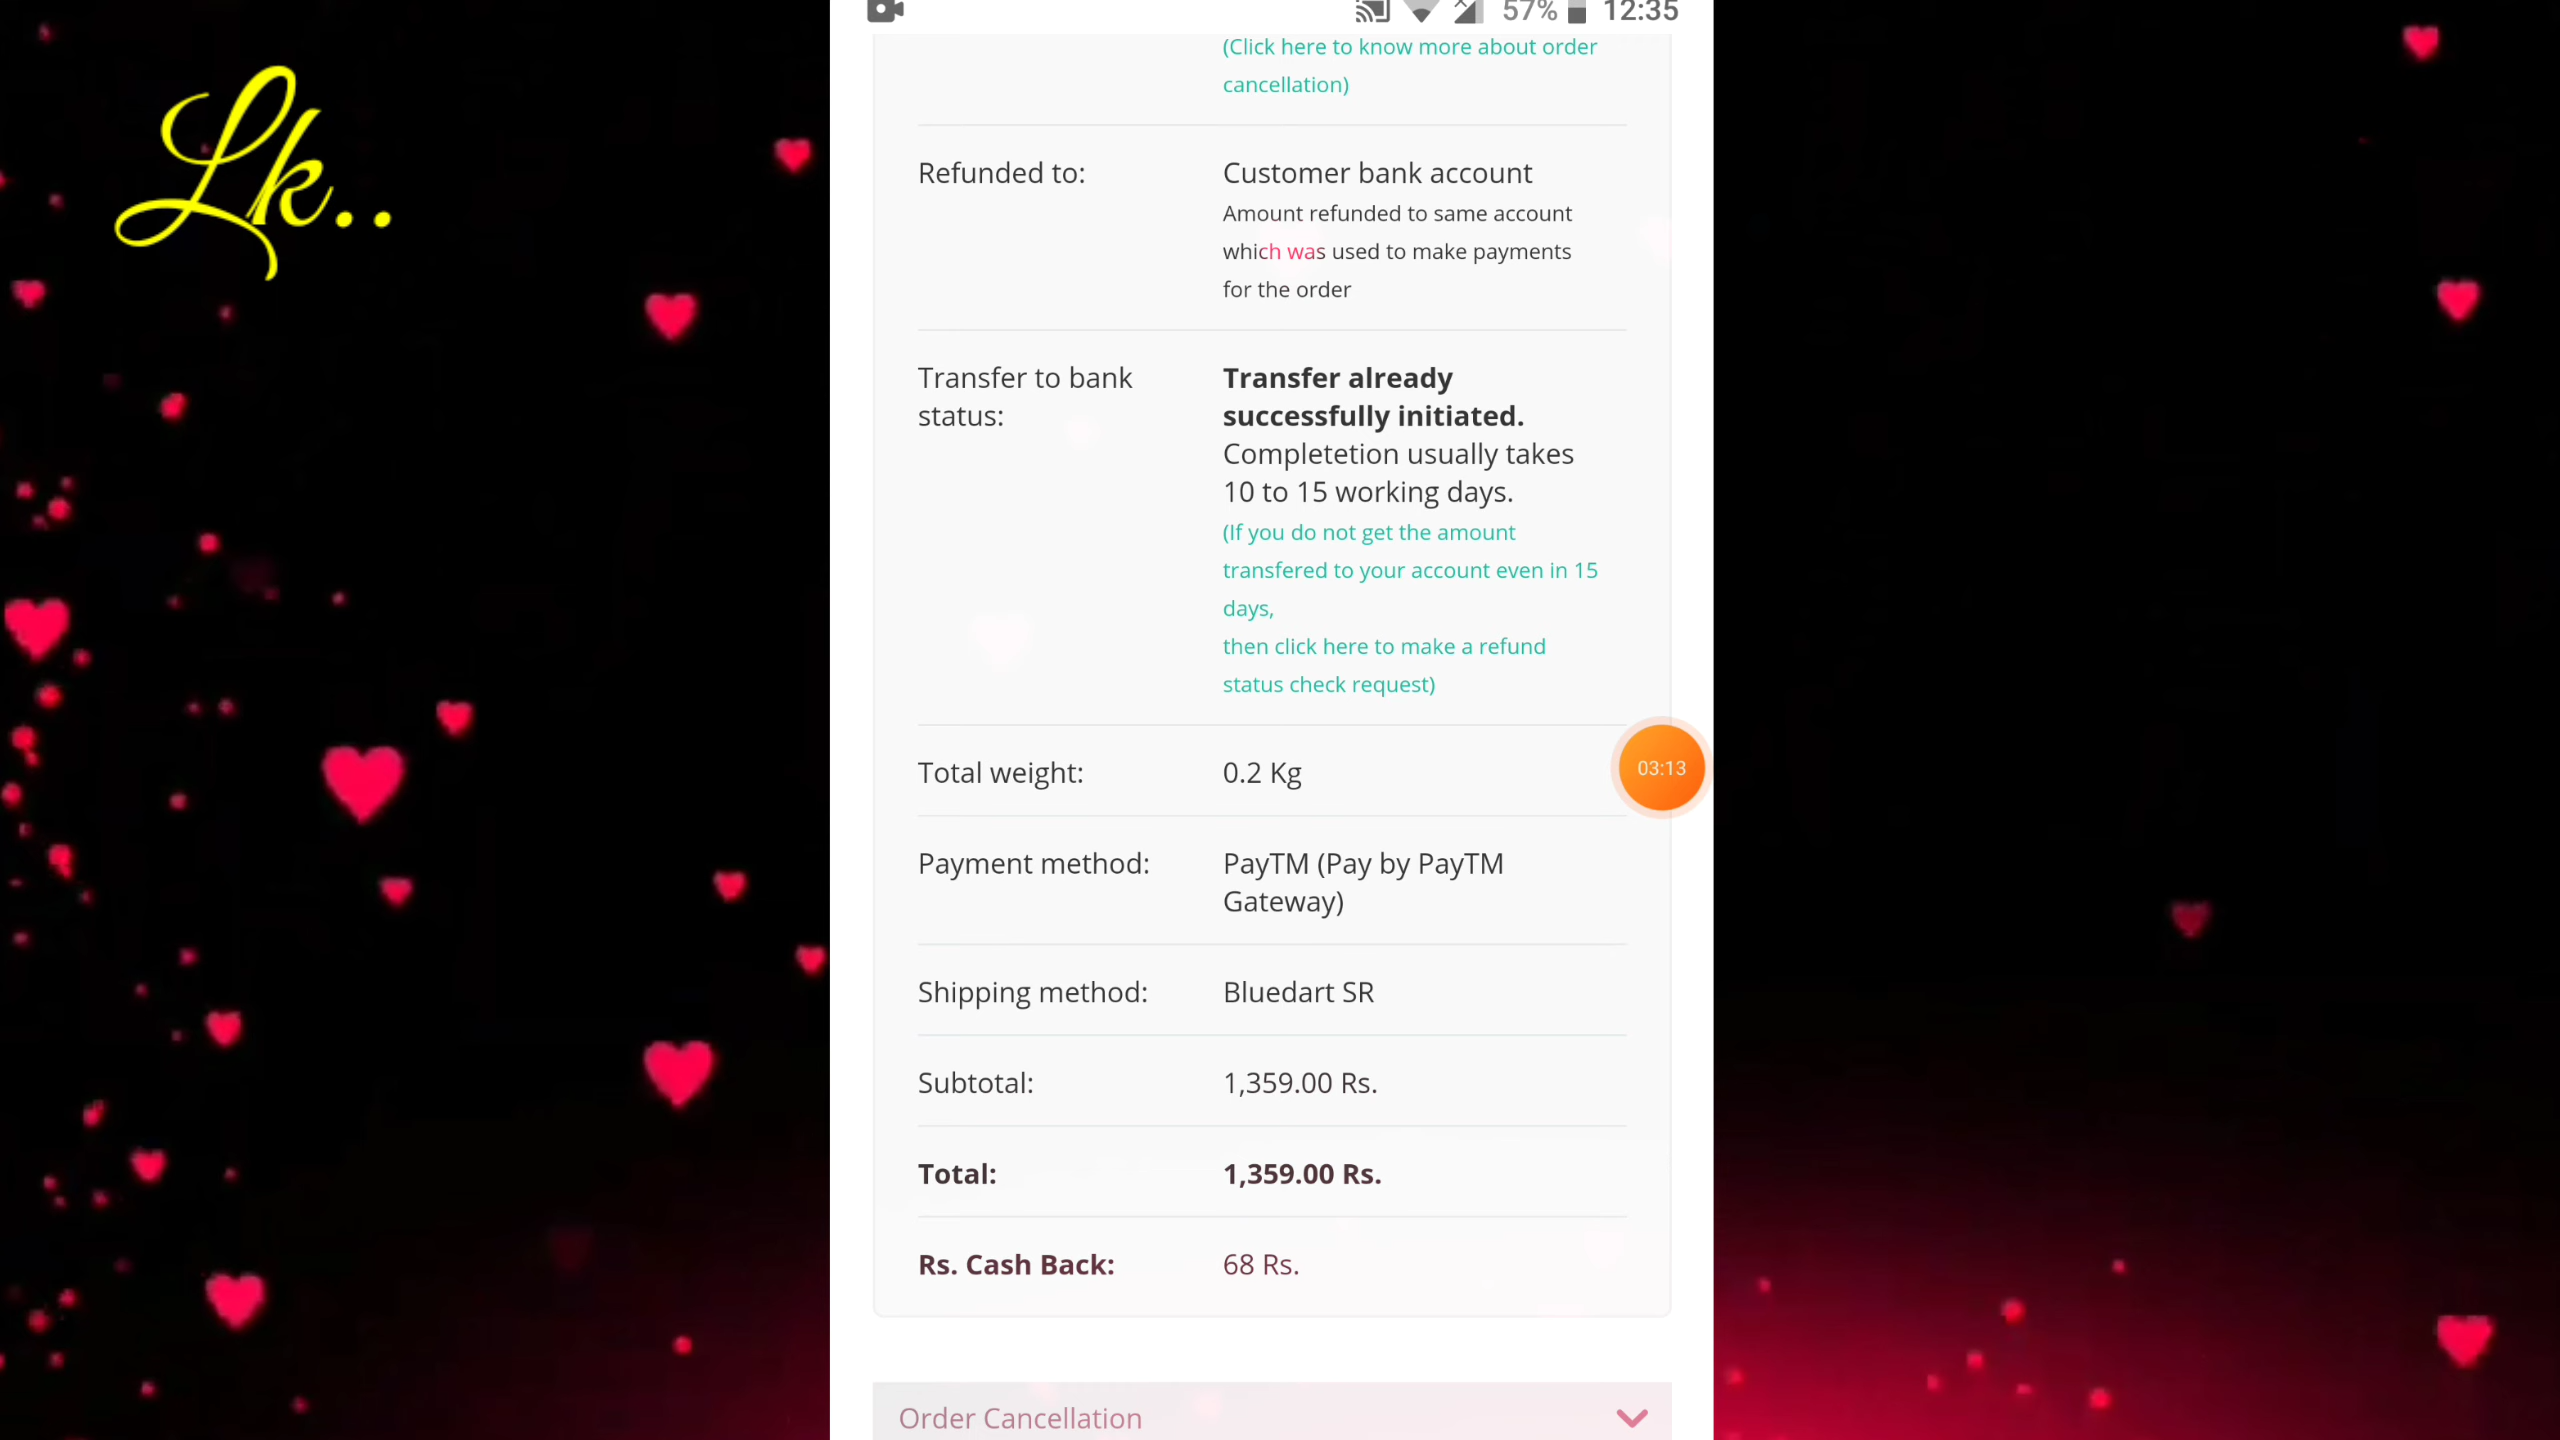 Lk..
57% 12:35
(Click here to know more about order
cancellation)
Refunded to: Customer bank account
Amount refunded to same account
which was used to make payments
for the order
Transfer to bank Transfer already
status: successfully initiated.
Completetion usually takes
10 to 15 working days.
(If you do not get the amount
transfered to your account even in 15
days,
then click here to make a refund
status check request)
Total weight: 0.2 Kg
03:13
Payment method: PayTM (Pay by PayTM
Gateway)
Shipping method: Bluedart SR
Subtotal: 1,359.00 Rs.
Total: 1,359.00 Rs.
Rs. Cash Back: 68 Rs.
Order Cancellation